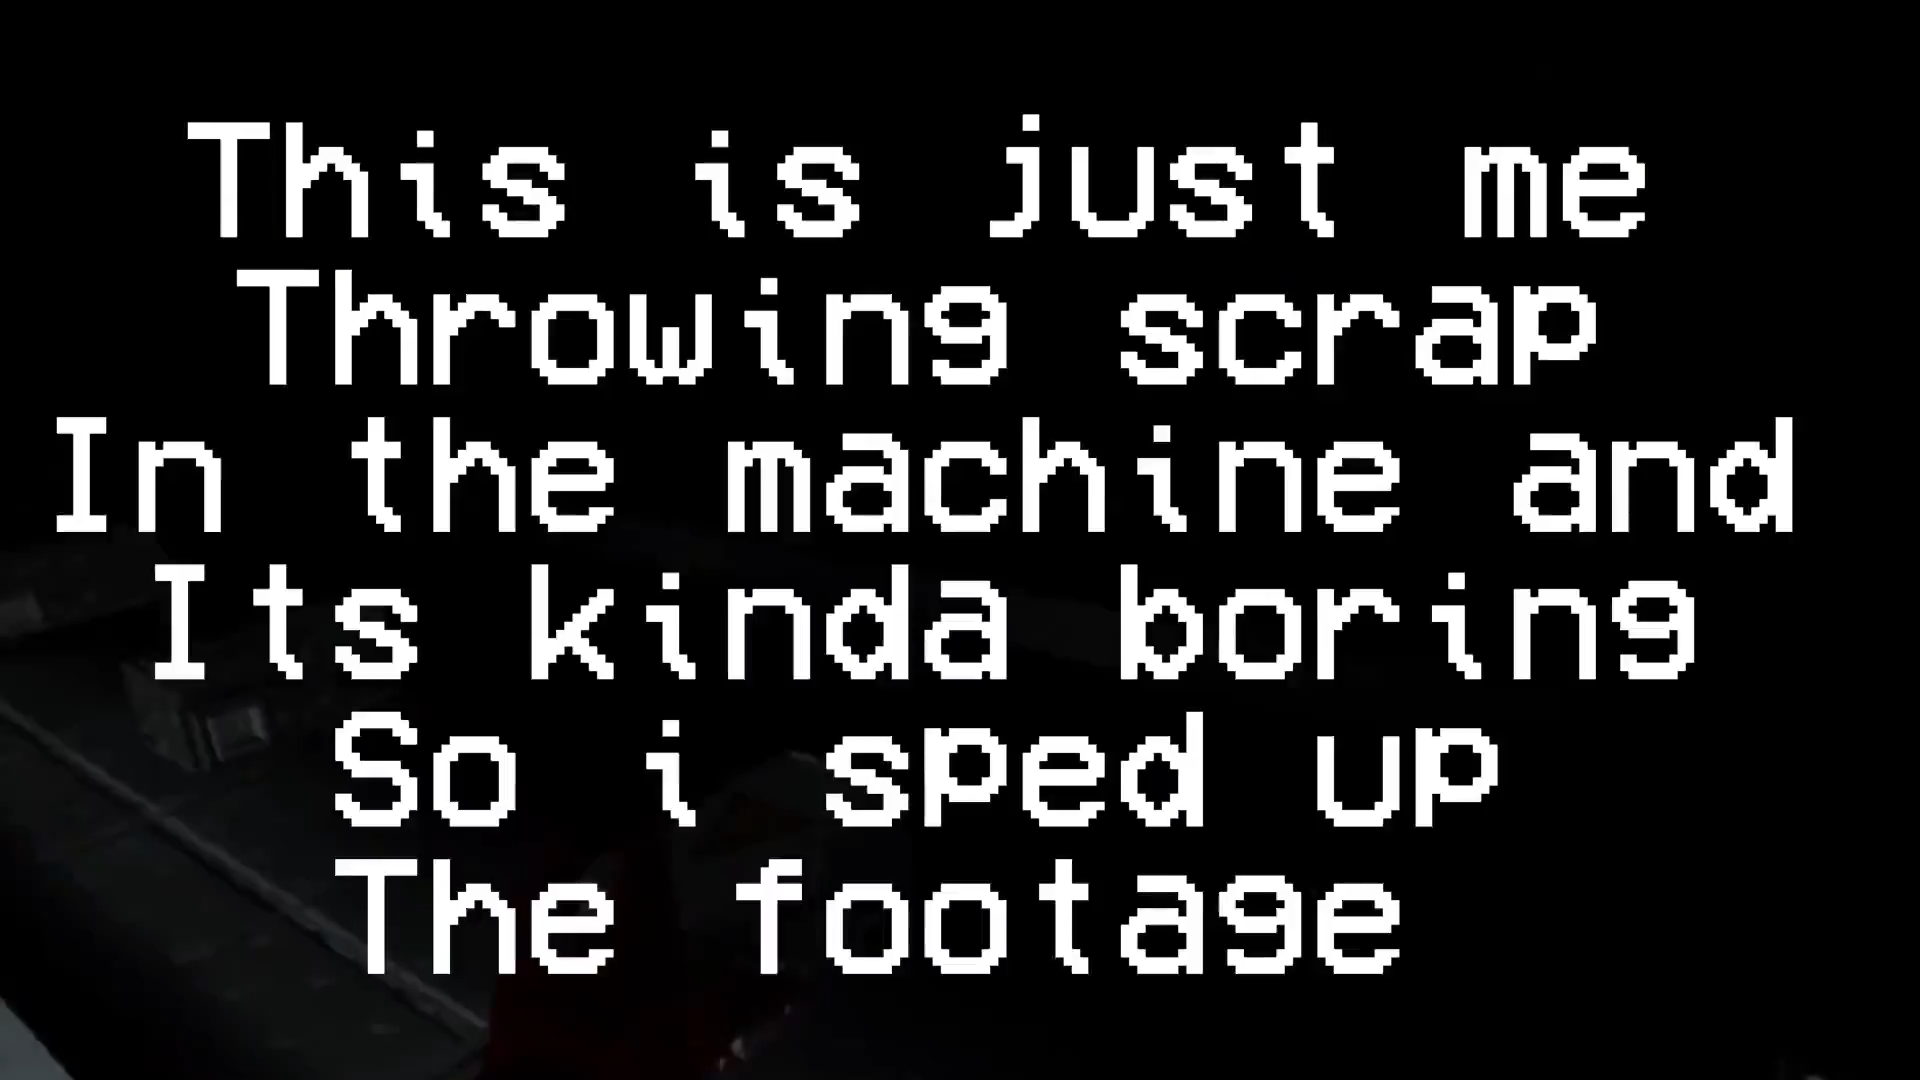 This is just me
Throwing scrap
In the machine and
Its kinda boring
So i sped up
The footage